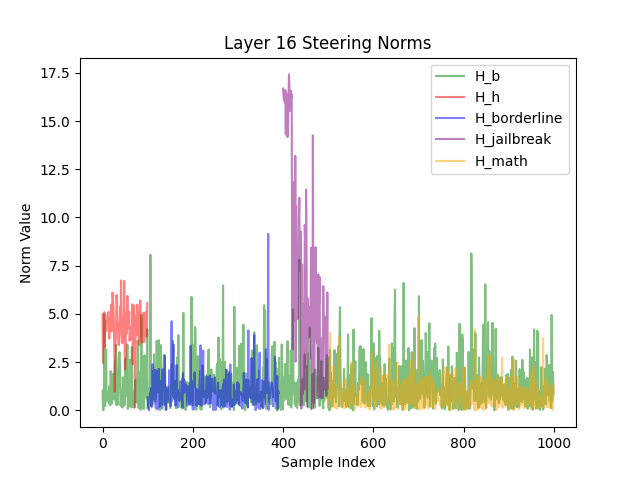 Layer 16 Steering Norms
Norm Value
17.5
15.0
12.5
10.0
7.5
5.0
2.5
0.0
H_b
H_h
H_borderline
H_jailbreak
H_math
0 200 400 600 800 1000
Sample Index